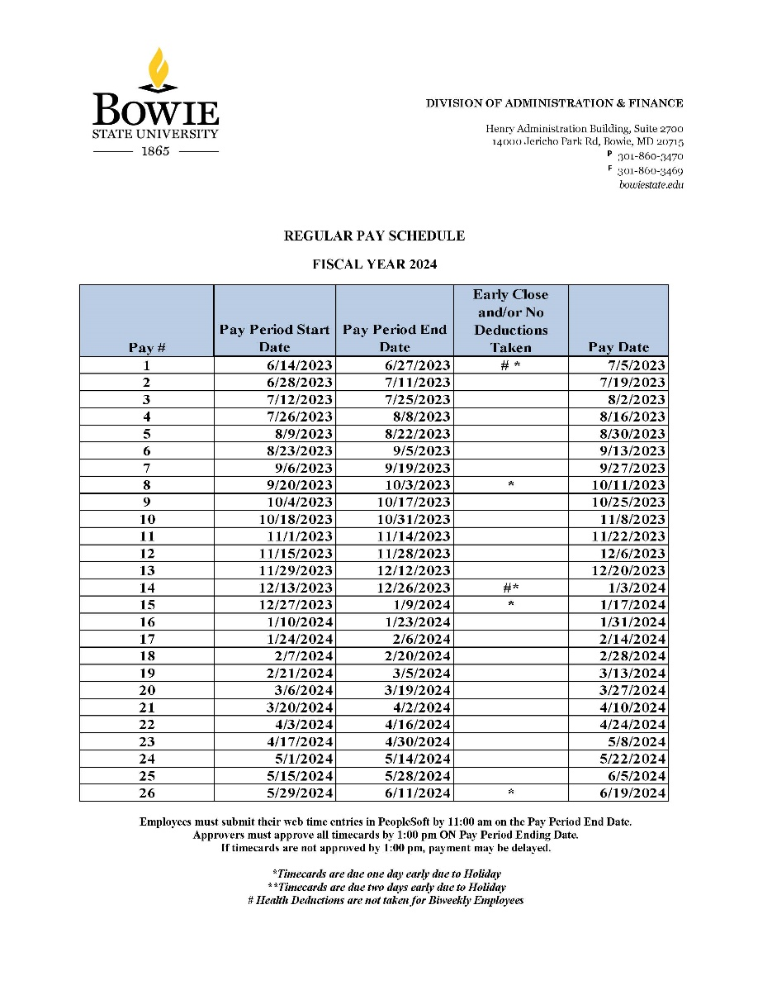 BOWIE
STATE UNIVERSITY
1865
DIVISION OF ADMINISTRATION & FINANCE
Henry Administration Building, Suite 2700
14000 Jericho Park Rd, Bowie, MD 20715
P 301-860-3470
F 301-860-3469
bowiestate.edu
REGULAR PAY SCHEDULE
FISCAL YEAR 2024
Pay # Pay Period Start Date Pay Period End Date Early Close and/or No Deductions Taken Pay Date
1 6/14/2023 6/27/2023 # * 7/5/2023
2 6/28/2023 7/11/2023 7/19/2023
3 7/12/2023 7/25/2023 8/2/2023
4 7/26/2023 8/8/2023 8/16/2023
5 8/9/2023 8/22/2023 8/30/2023
6 8/23/2023 9/5/2023 9/13/2023
7 9/6/2023 9/19/2023 9/27/2023
8 9/20/2023 10/3/2023 * 10/11/2023
9 10/4/2023 10/17/2023 10/25/2023
10 10/18/2023 10/31/2023 11/8/2023
11 11/1/2023 11/14/2023 11/22/2023
12 11/15/2023 11/28/2023 12/6/2023
13 11/29/2023 12/12/2023 12/20/2023
14 12/13/2023 12/26/2023 #* 1/3/2024
15 12/27/2023 1/9/2024 * 1/17/2024
16 1/10/2024 1/23/2024 1/31/2024
17 1/24/2024 2/6/2024 2/14/2024
18 2/7/2024 2/20/2024 2/28/2024
19 2/21/2024 3/5/2024 3/13/2024
20 3/6/2024 3/19/2024 3/27/2024
21 3/20/2024 4/2/2024 4/10/2024
22 4/3/2024 4/16/2024 4/24/2024
23 4/17/2024 4/30/2024 5/8/2024
24 5/1/2024 5/14/2024 5/22/2024
25 5/15/2024 5/28/2024 6/5/2024
26 5/29/2024 6/11/2024 * 6/19/2024
Employees must submit their web time entries in PeopleSoft by 11:00 am on the Pay Period End Date.
Approvers must approve all timecards by 1:00 pm ON Pay Period Ending Date.
If timecards are not approved by 1:00 pm, payment may be delayed.
*Timecards are due one day early due to Holiday
**Timecards are due two days early due to Holiday
# Health Deductions are not taken for Biweekly Employees